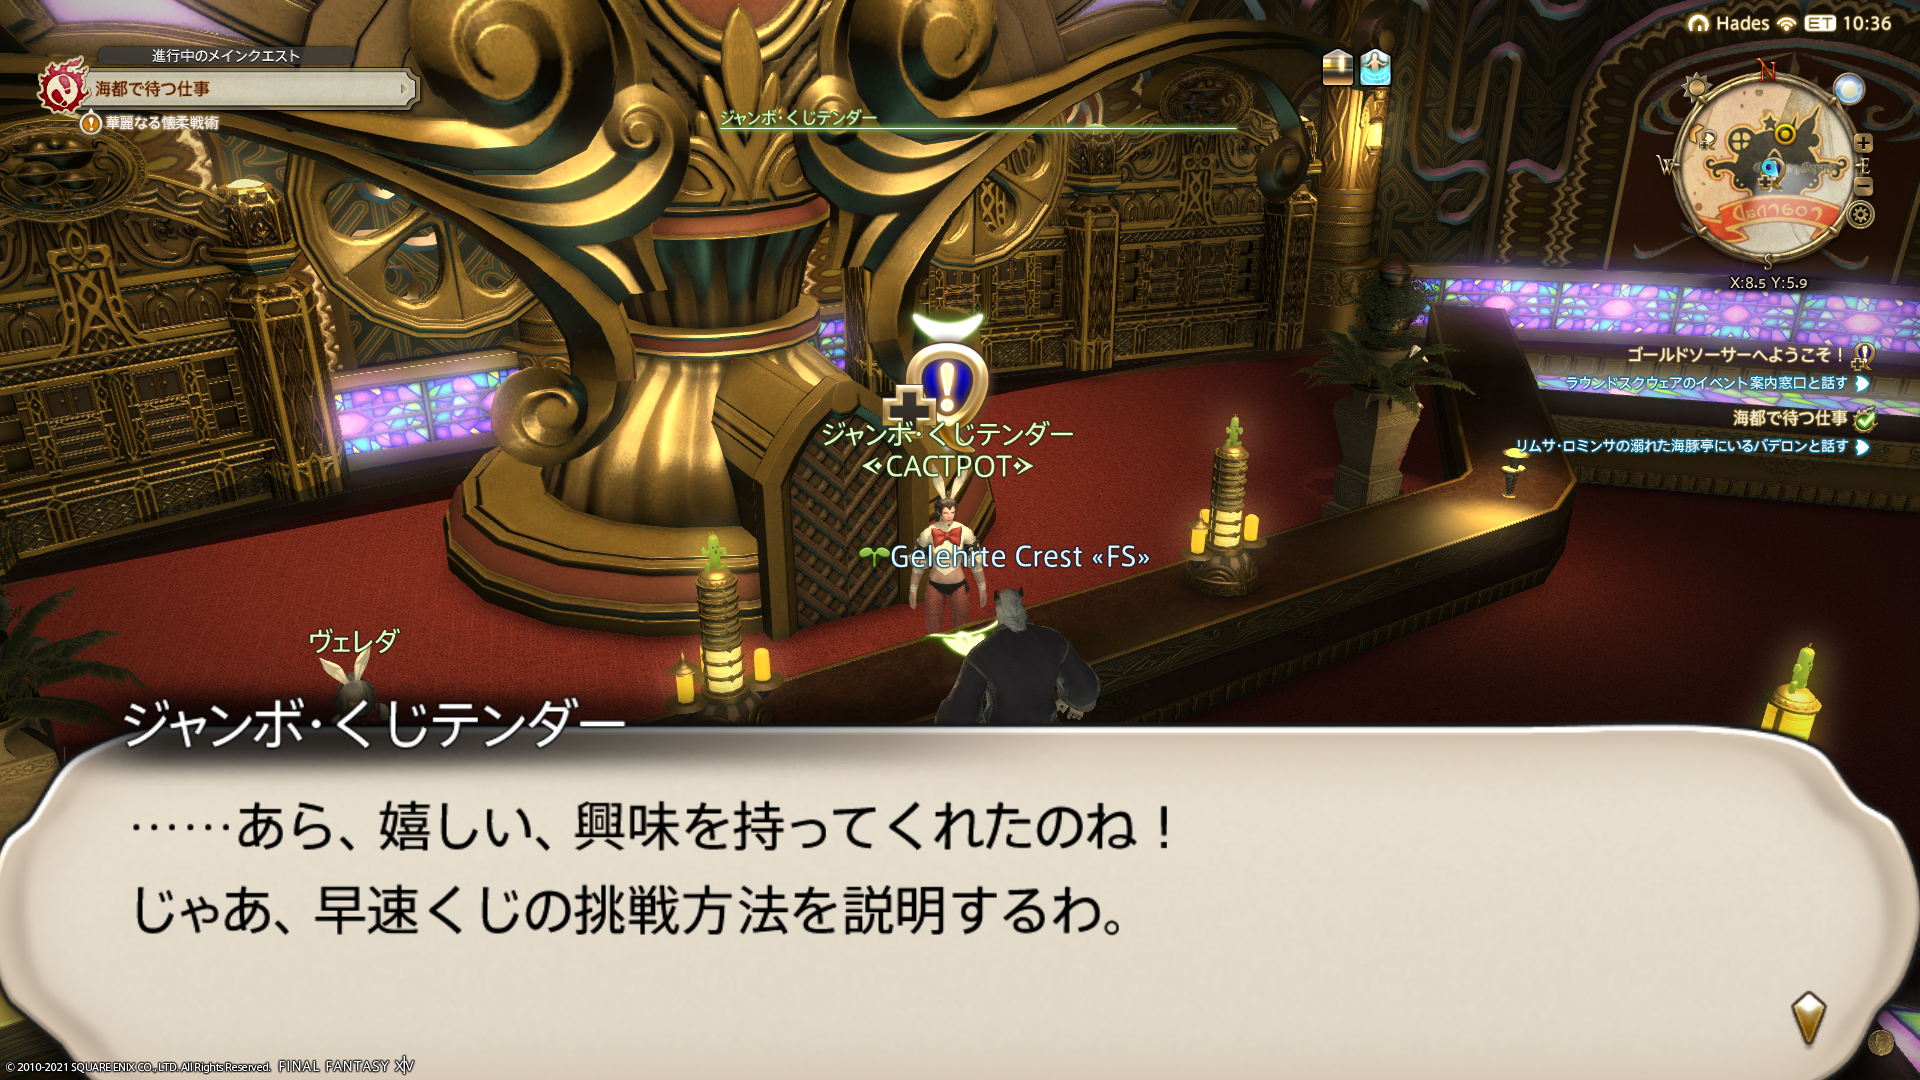 進行中のメインクエスト
海都で待つ仕事
華麗なる懐柔戦術
ジャンボ・くじテンダー
Hades ET 10:36
N
W
E
S
X:8.5 Y:5.9
ゴールドソーサーへようこそ！
ラウンドスクウェアのイベント案内窓口と話す
海都で待つ仕事
リムサ・ロミンサの溺れた海豚亭にいるバデロンと話す
ジャンボ・くじテンダー
<CACTPOT>
Gelehrte Crest «FS»
ヴェレダ
ジャンボ・くじテンダー
……あら、嬉しい、興味を持ってくれたのね！
じゃあ、早速くじの挑戦方法を説明するわ。
© 2010-2021 SQUARE ENIX CO., LTD. All Rights Reserved. FINAL FANTASY XIV